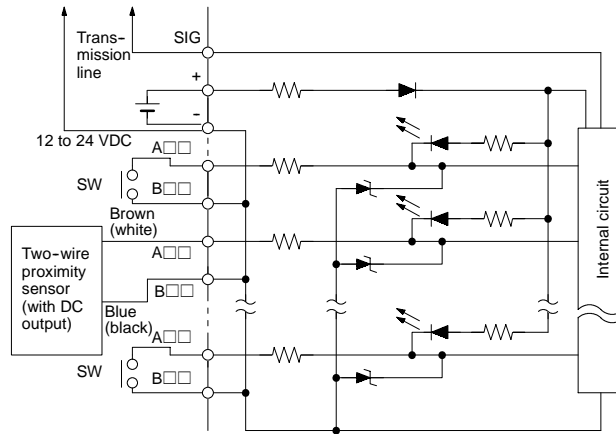 Trans-
mission
line
SIG
+
-
12 to 24 VDC
A□□
SW
B□□
Brown
(white)
A□□
Two-wire
proximity
sensor
(with DC
output)
B□□
Blue
(black)
A□□
SW
B□□
Internal circuit